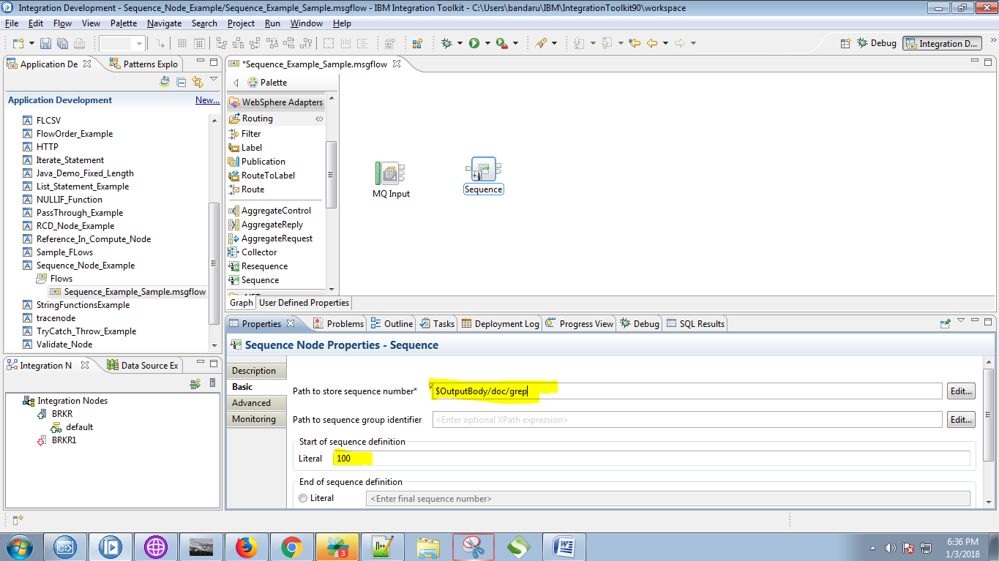 Integration Development - Sequence_Node_Example/Sequence_Example_Sample.msgflow - IBM Integration Toolkit - C:\Users\bandaru\IBM\IntegrationToolkit90\workspace
File Edit Flow View Palette Navigate Search Project Run Window Help
Debug Integration D...
Application De Patterns Explo
Application Development New...
FLCSV
FlowOrder_Example
HTTP
Iterate_Statement
Java_Demo_Fixed_Length
List_Statement_Example
NULLIF_Function
PassThrough_Example
RCD_Node_Example
Reference_In_Compute_Node
Sample_FLows
Sequence_Node_Example
Flows
Sequence_Example_Sample.msgflow
StringFunctionsExample
tracenode
TryCatch_Throw_Example
Validate_Node
Integration N Data Source Ex
Integration Nodes
BRKR
default
BRKR1
*Sequence_Example_Sample.msgflow
Palette
WebSphere Adapters
Routing
Filter
Label
Publication
RouteToLabel
Route
AggregateControl
AggregateReply
AggregateRequest
Collector
Resequence
Sequence
MQ Input
Sequence
Graph User Defined Properties
Properties Problems Outline Tasks Deployment Log Progress View Debug SQL Results
Sequence Node Properties - Sequence
Description
Basic
Advanced
Monitoring
Path to store sequence number* $OutputBody/doc/grep Edit...
Path to sequence group identifier <Enter optional XPath expression> Edit...
Start of sequence definition
Literal 100
End of sequence definition
Literal <Enter final sequence number>
3
6:36 PM
1/3/2018